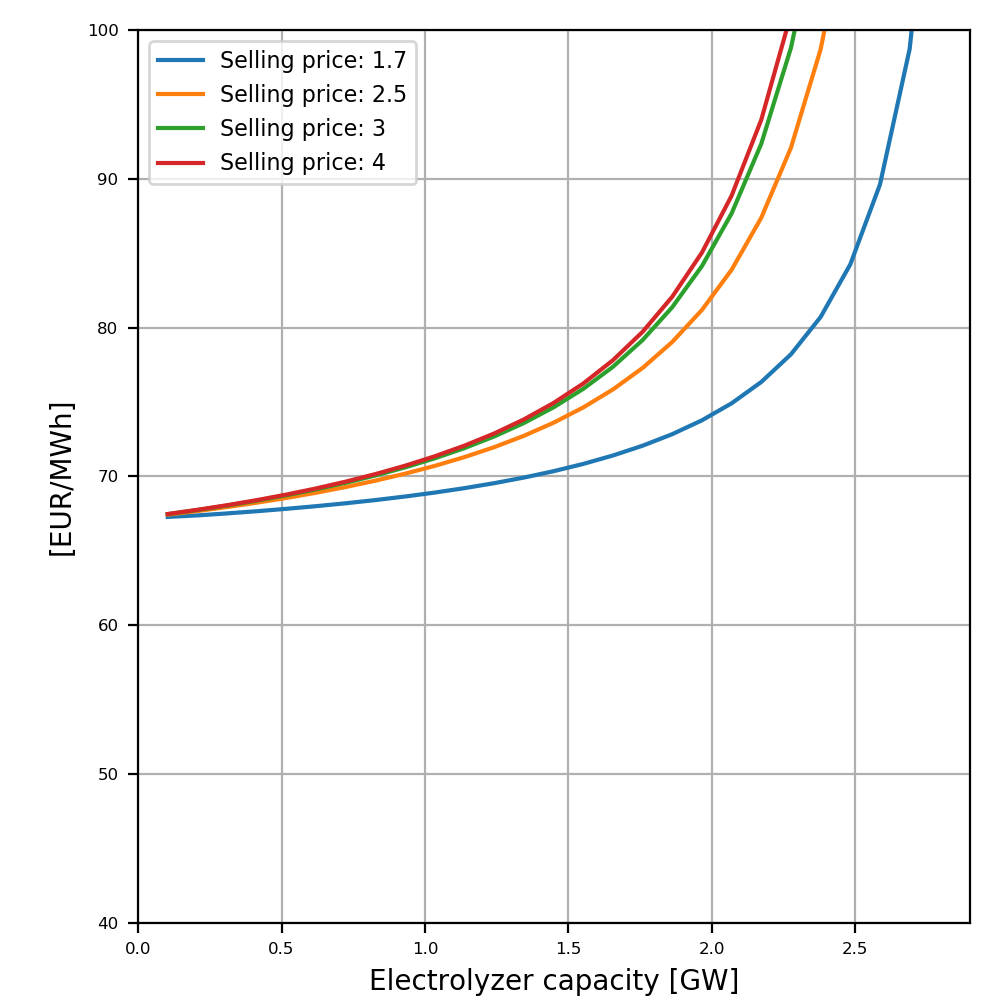 Selling price: 1.7
Selling price: 2.5
Selling price: 3
Selling price: 4
100
90
80
70
60
50
40
[EUR/MWh]
0.0 0.5 1.0 1.5 2.0 2.5
Electrolyzer capacity [GW]